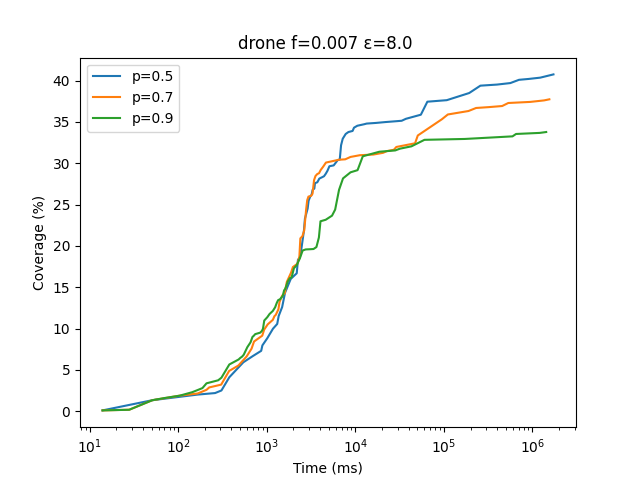 drone f=0.007 ε=8.0
p=0.5
p=0.7
p=0.9
Coverage (%)
40
35
30
25
20
15
10
5
0
10¹ 10² 10³ 10⁴ 10⁵ 10⁶
Time (ms)